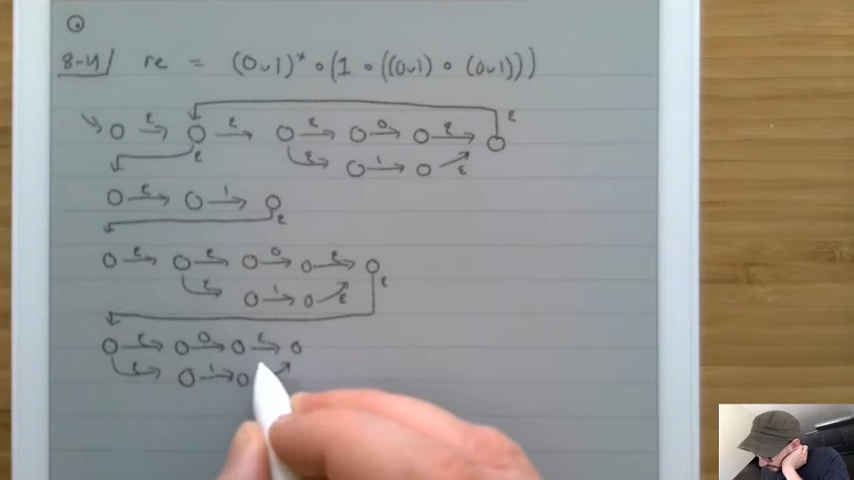 8-4/ re = (0∪1)* ∘ (1 ∘ ((0∪1) ∘ (0∪1)))
ε ε ε 0 ε ε
ε ε 1 ε
ε 1 ε
ε ε 0 ε ε
ε 1 ε
ε 0 ε
ε 1